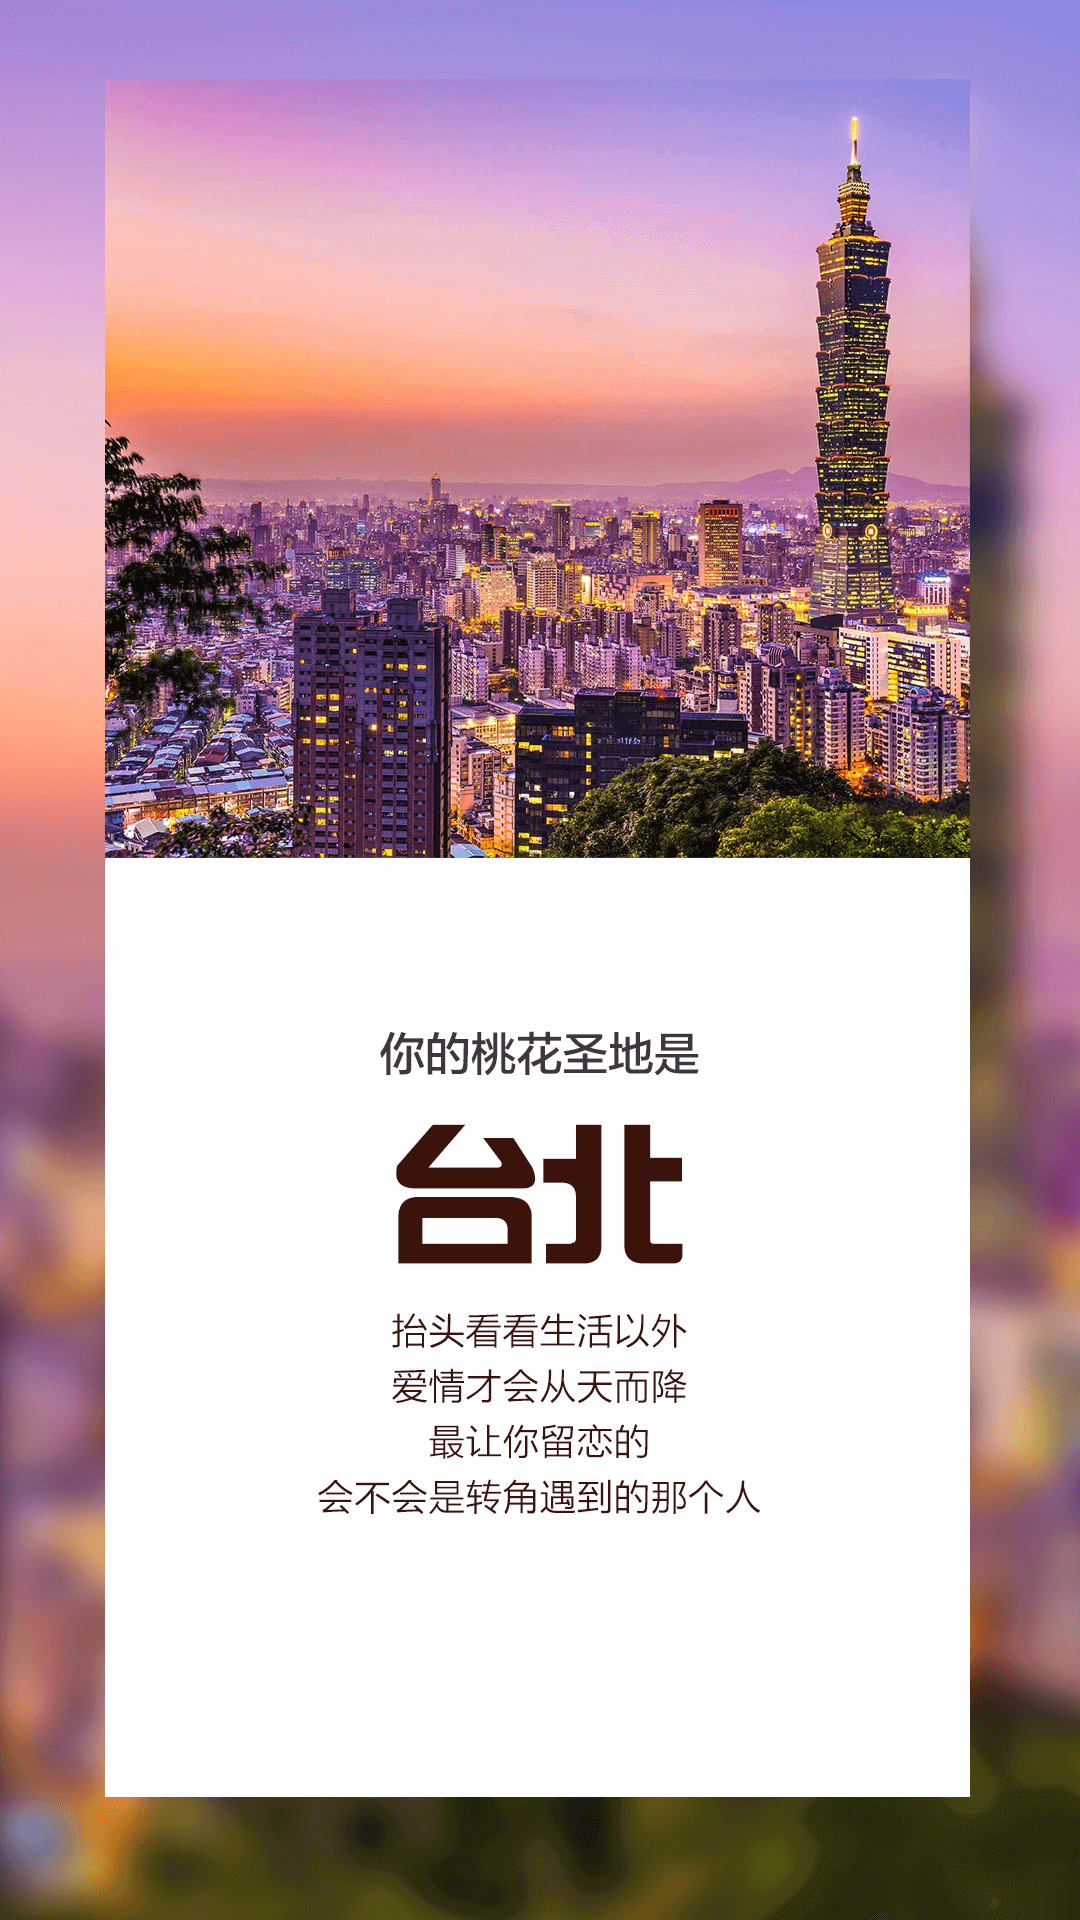 你的桃花圣地是
台北
抬头看看生活以外
爱情才会从天而降
最让你留恋的
会不会是转角遇到的那个人